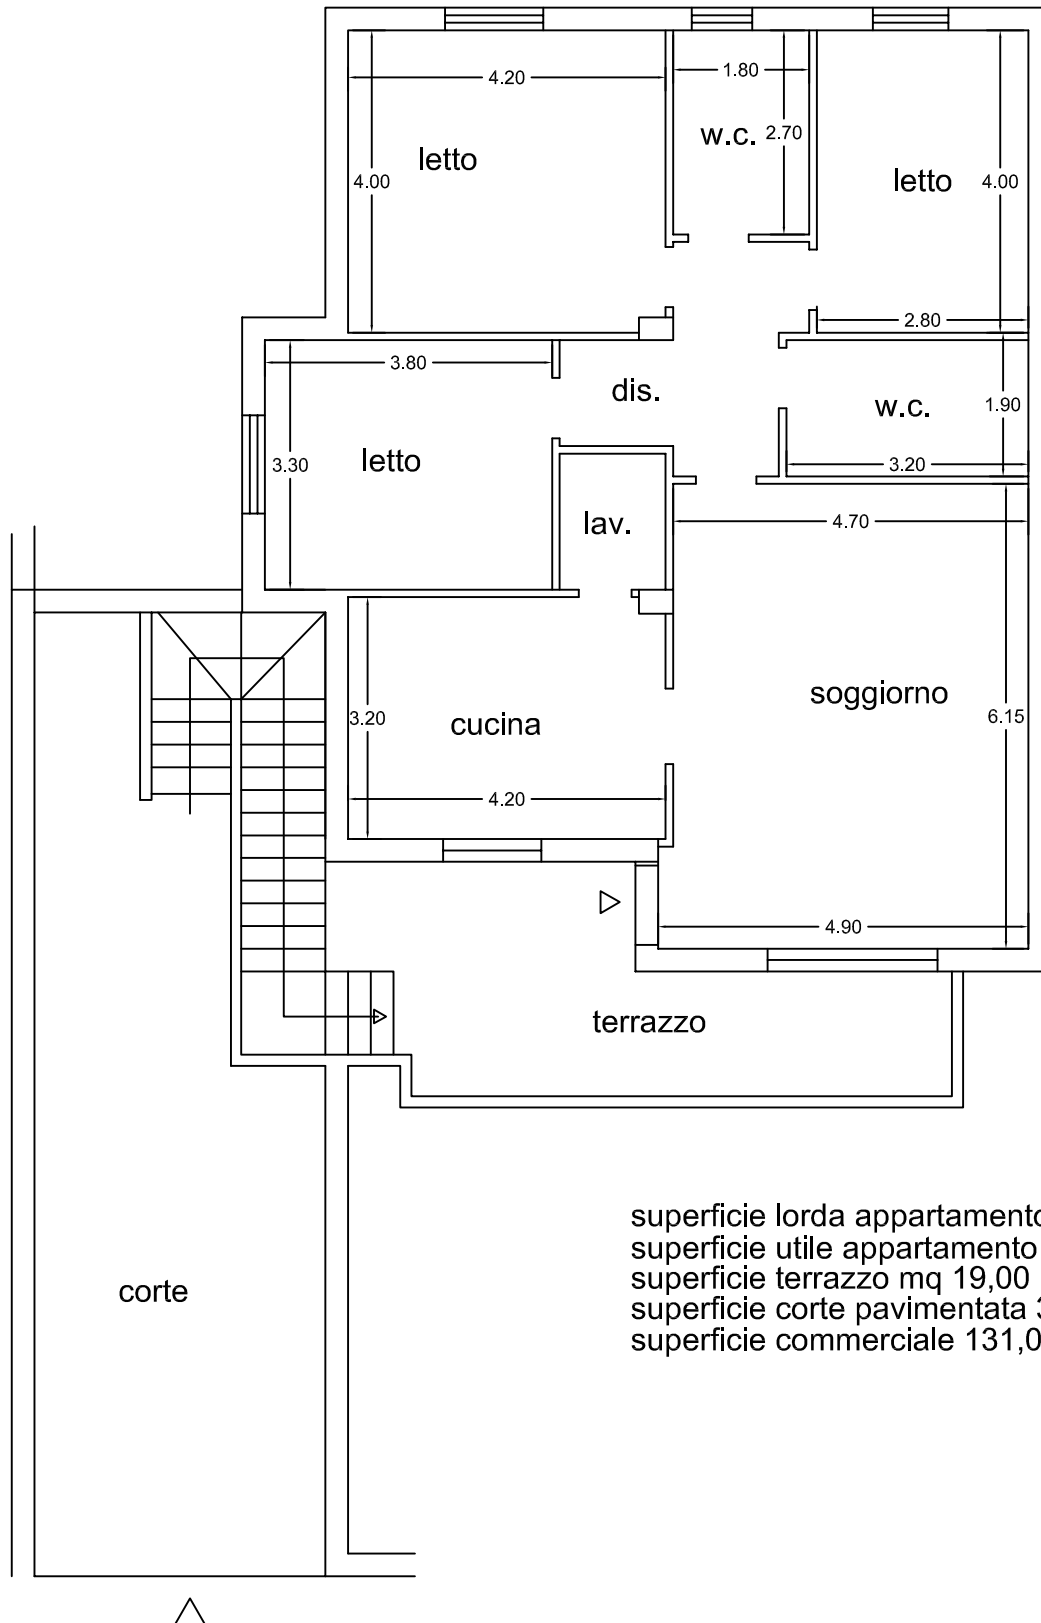 4.20
1.80
w.c.
2.70
letto
4.00
letto
4.00
2.80
3.80
dis.
w.c.
1.90
3.30
letto
3.20
lav.
4.70
soggiorno
3.20
cucina
6.15
4.20
4.90
terrazzo
superficie lorda appartamento
superficie utile appartamento
superficie terrazzo mq 19,00
superficie corte pavimentata
superficie commerciale 131,0
corte